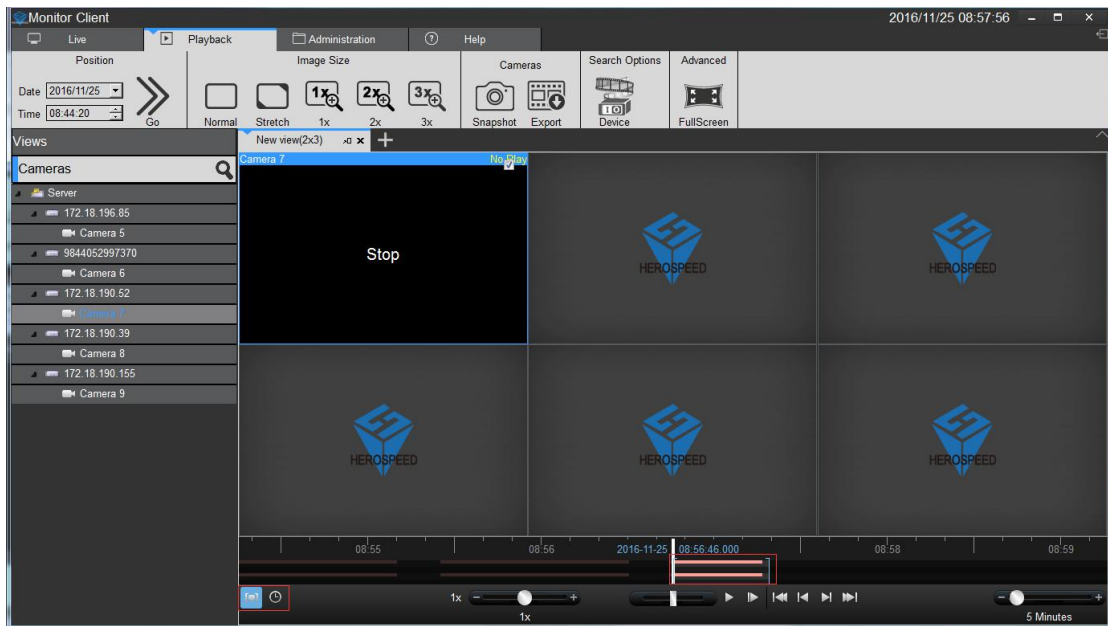 Monitor Client 2016/11/25 08:57:56
Live Playback Administration Help
Position Image Size Cameras Search Options Advanced
Date 2016/11/25
Time 08:44:20
Go Normal Stretch 1x 2x 3x Snapshot Export Device FullScreen
1x 2x 3x
Views New view(2x3)
Cameras
Camera 7 No Play
Server
172.18.196.85
Camera 5
9844052997370
Camera 6
172.18.190.52
Camera 7
172.18.190.39
Camera 8
172.18.190.155
Camera 9
Stop
HEROSPEED
HEROSPEED
HEROSPEED
HEROSPEED
HEROSPEED
08:55 08:56 2016-11-25 08:56:46.000 08:58 08:59
1x
1x 5 Minutes